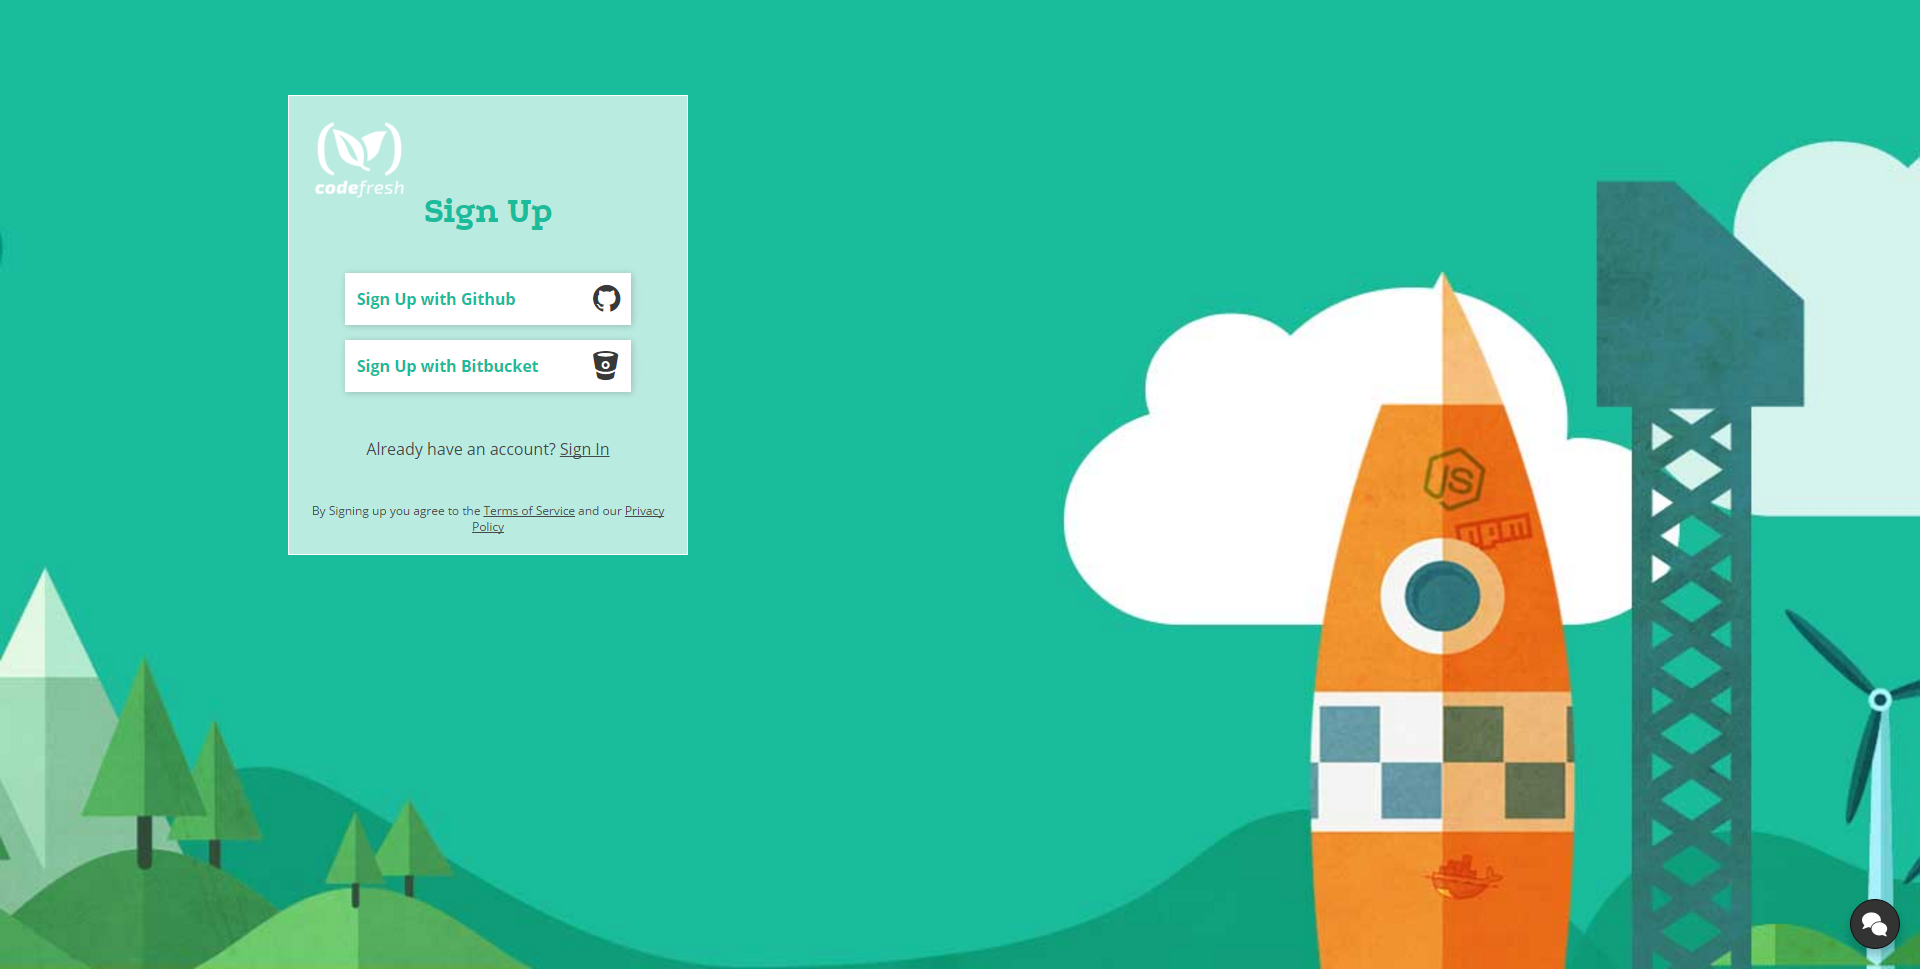 codefresh
Sign Up
Sign Up with Github
Sign Up with Bitbucket
Already have an account? Sign In
By Signing up you agree to the Terms of Service and our Privacy
Policy
JS
npm